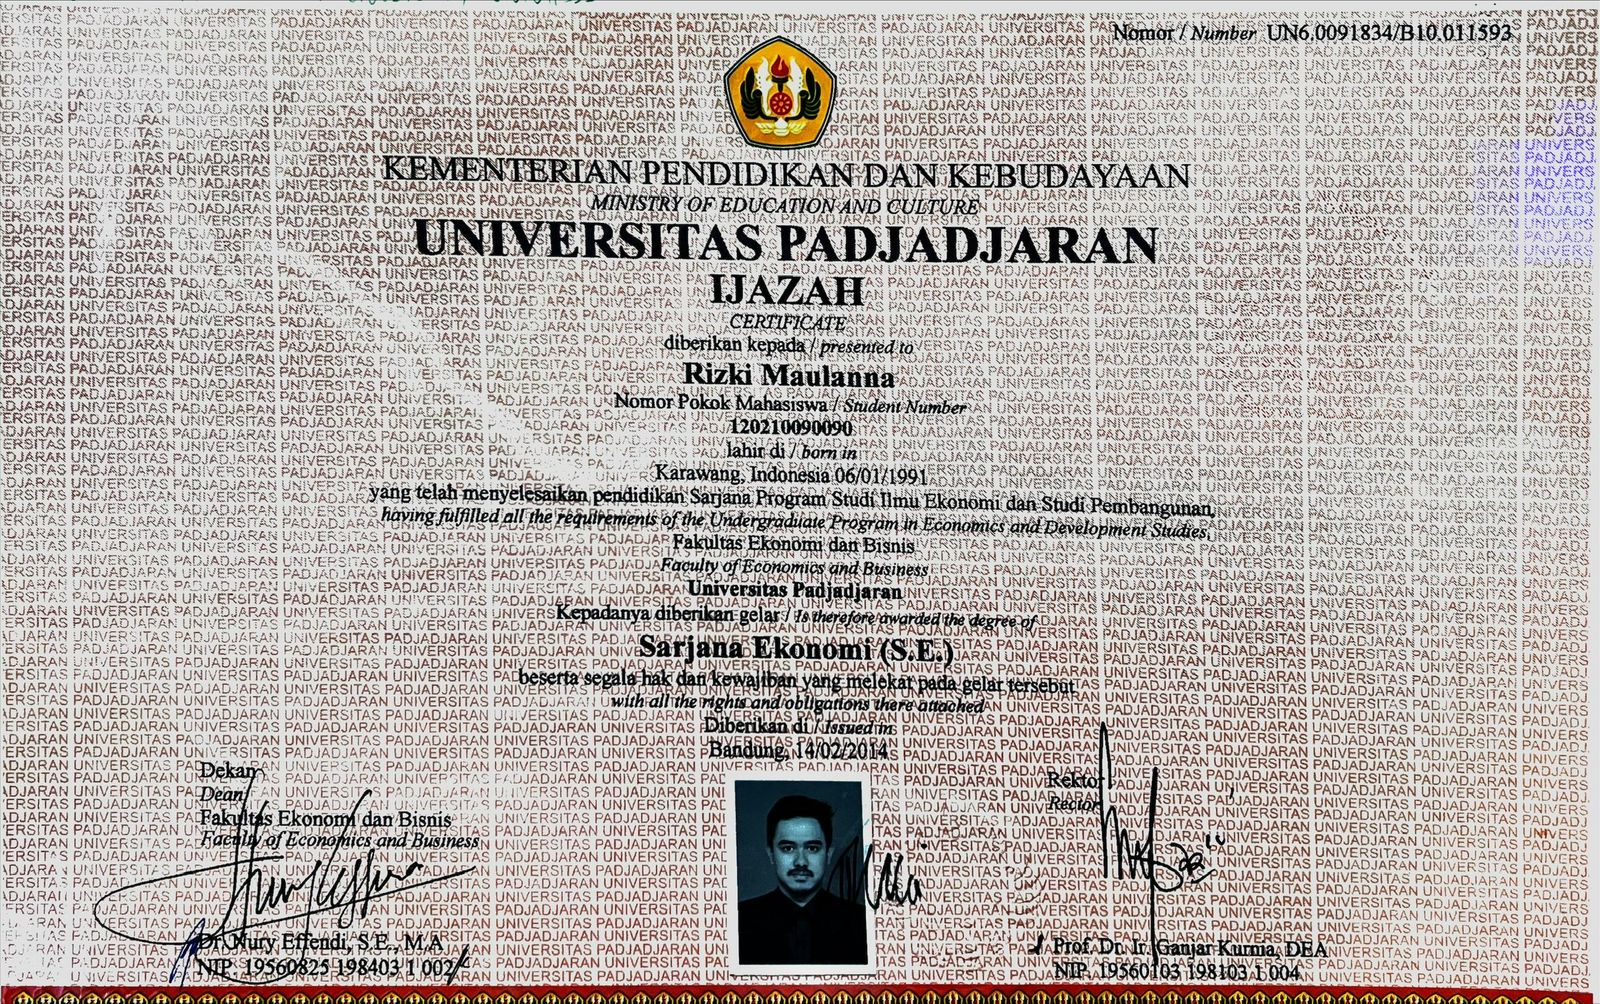 Nomor / Number UN6.0091834/B10.011593
KEMENTERIAN PENDIDIKAN DAN KEBUDAYAAN
MINISTRY OF EDUCATION AND CULTURE
UNIVERSITAS PADJADJARAN
IJAZAH
CERTIFICATE
diberikan kepada / presented to
Rizki Maulanna
Nomor Pokok Mahasiswa / Student Number
120210090090
lahir di / born in
Karawang, Indonesia 06/01/1991
yang telah menyelesaikan pendidikan Sarjana Program Studi Ilmu Ekonomi dan Studi Pembangunan,
having fulfilled all the requirements of the Undergraduate Program in Economics and Development Studies,
Fakultas Ekonomi dan Bisnis
Faculty of Economics and Business
Universitas Padjadjaran
Kepadanya diberikan gelar / Is therefore awarded the degree of
Sarjana Ekonomi (S.E.)
beserta segala hak dan kewajiban yang melekat pada gelar tersebut
with all the rights and obligations there attached
Diberikan di / Issued in
Bandung, 14/02/2014
Dekan
Dean
Fakultas Ekonomi dan Bisnis
Faculty of Economics and Business
Dr. Nury Effendi, S.E., M.A
NIP. 19560825 198403 1 002
Rektor
Rector
Prof. Dr. Ir. Ganjar Kurnia, DEA
NIP. 19560103 198103 1 004